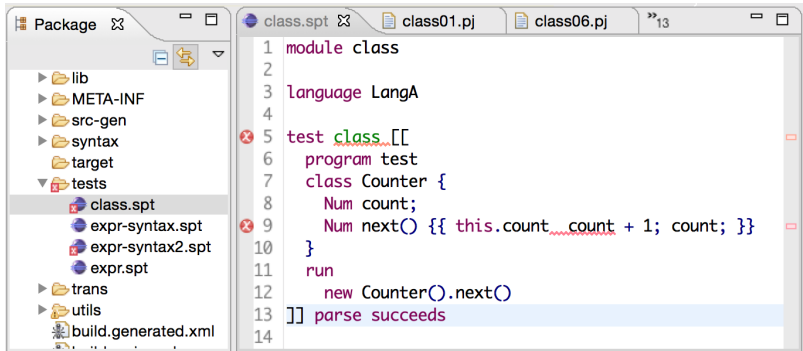 Package
lib
META-INF
src-gen
syntax
target
tests
class.spt
expr-syntax.spt
expr-syntax2.spt
expr.spt
trans
utils
build.generated.xml
class.spt
class01.pj
class06.pj
»13
1 module class
2
3 language LangA
4
5 test class [[
6 program test
7 class Counter {
8 Num count;
9 Num next() {{ this.count count + 1; count; }}
10 }
11 run
12 new Counter().next()
13 ]] parse succeeds
14